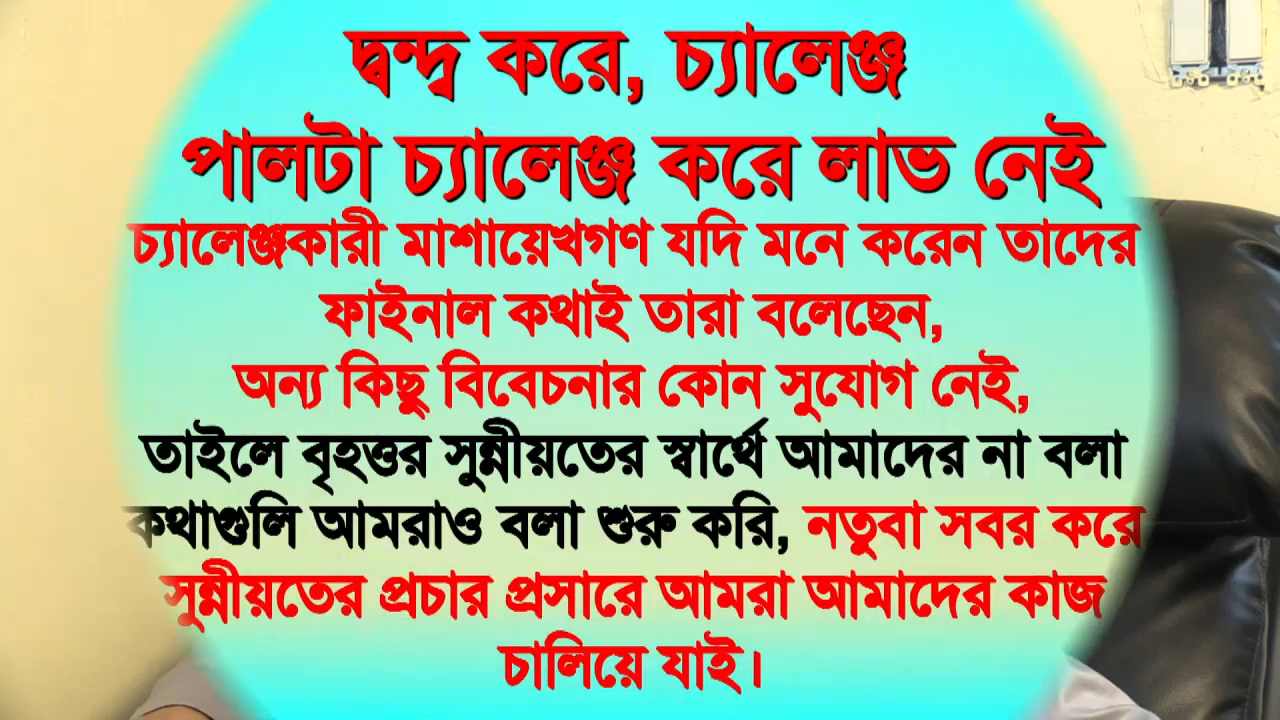 দ্বন্দ্ব করে, চ্যালেঞ্জ
পালটা চ্যালেঞ্জ করে লাভ নেই
চ্যালেঞ্জকারী মাশায়েখগণ যদি মনে করেন তাদের
ফাইনাল কথাই তারা বলেছেন,
অন্য কিছু বিবেচনার কোন সুযোগ নেই,
তাইলে বৃহত্তর সুন্নীয়তের স্বার্থে আমাদের না বলা
কথাগুলি আমরাও বলা শুরু করি, নতুবা সবর করে
সুন্নীয়তের প্রচার প্রসারে আমরা আমাদের কাজ
চালিয়ে যাই।